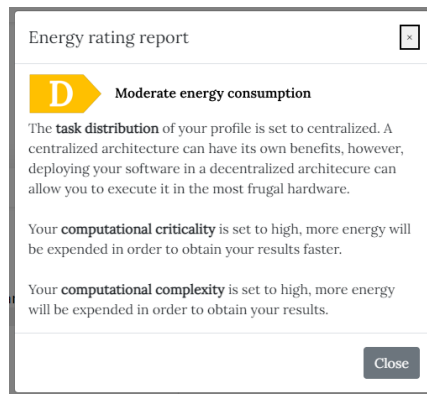 Energy rating report
×
D
Moderate energy consumption
The task distribution of your profile is set to centralized. A
centralized architecture can have its own benefits, however,
deploying your software in a decentralized architecure can
allow you to execute it in the most frugal hardware.
Your computational criticality is set to high, more energy will
be expended in order to obtain your results faster.
Your computational complexity is set to high, more energy
will be expended in order to obtain your results.
Close